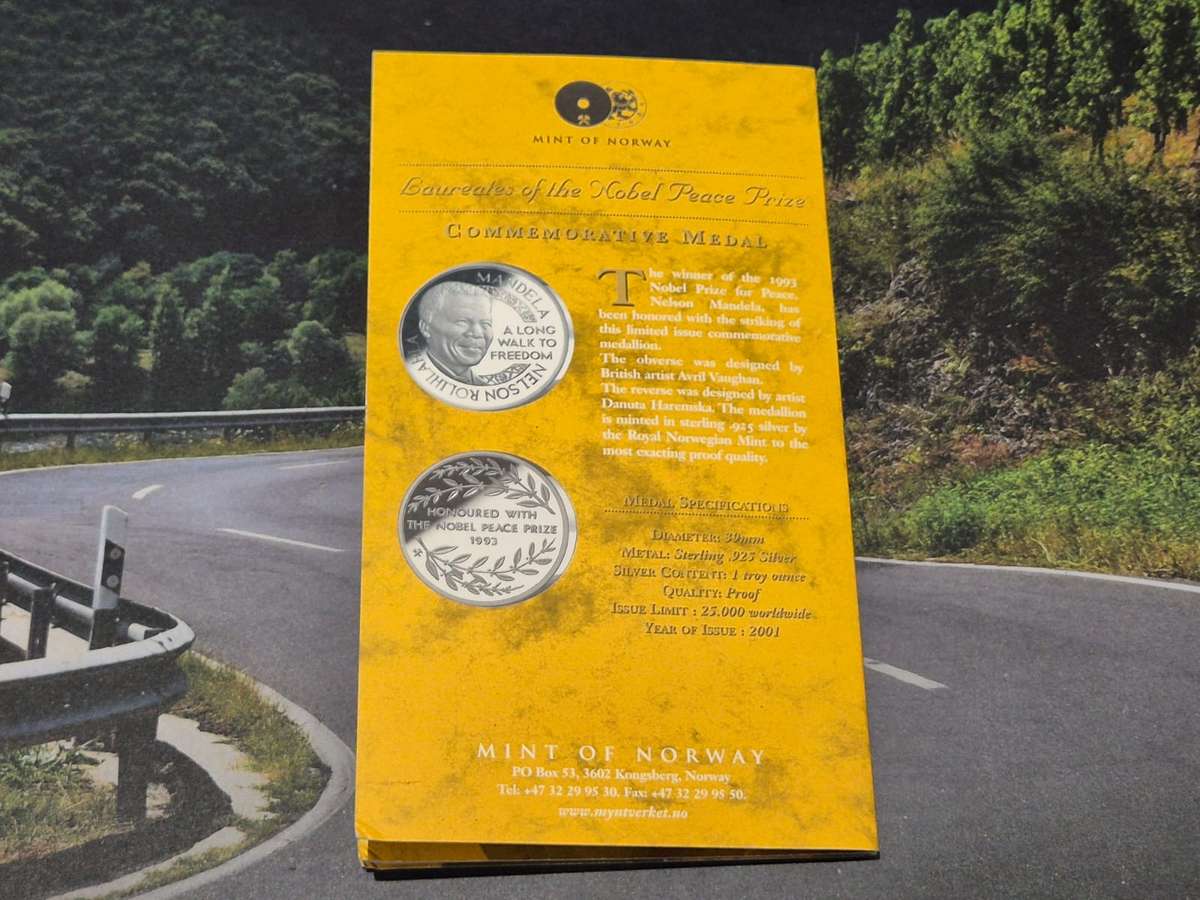 MINT OF NORWAY
Laureates of the Nobel Peace Prize
COMMEMORATIVE MEDAL
NELSON ROLIHLAHLA MANDELA
A LONG
WALK TO
FREEDOM
The winner of the 1993
Nobel Prize for Peace,
Nelson Mandela, has
been honored with the striking of
this limited issue commemorative
medallion.
The obverse was designed by
British artist Avril Vaughan.
The reverse was designed by artist
Danuta Haremska. The medallion
is minted in sterling .925 silver by
the Royal Norwegian Mint to the
most exacting proof quality.
HONOURED WITH
THE NOBEL PEACE PRIZE
1993
MEDAL SPECIFICATIONS
DIAMETER: 39mm
METAL: Sterling .925 Silver
SILVER CONTENT: 1 troy ounce
QUALITY: Proof
ISSUE LIMIT : 25.000 worldwide
YEAR OF ISSUE : 2001
MINT OF NORWAY
PO Box 53, 3602 Kongsberg, Norway
Tel: +47 32 29 95 30. Fax: +47 32 29 95 50.
www.myntverket.no